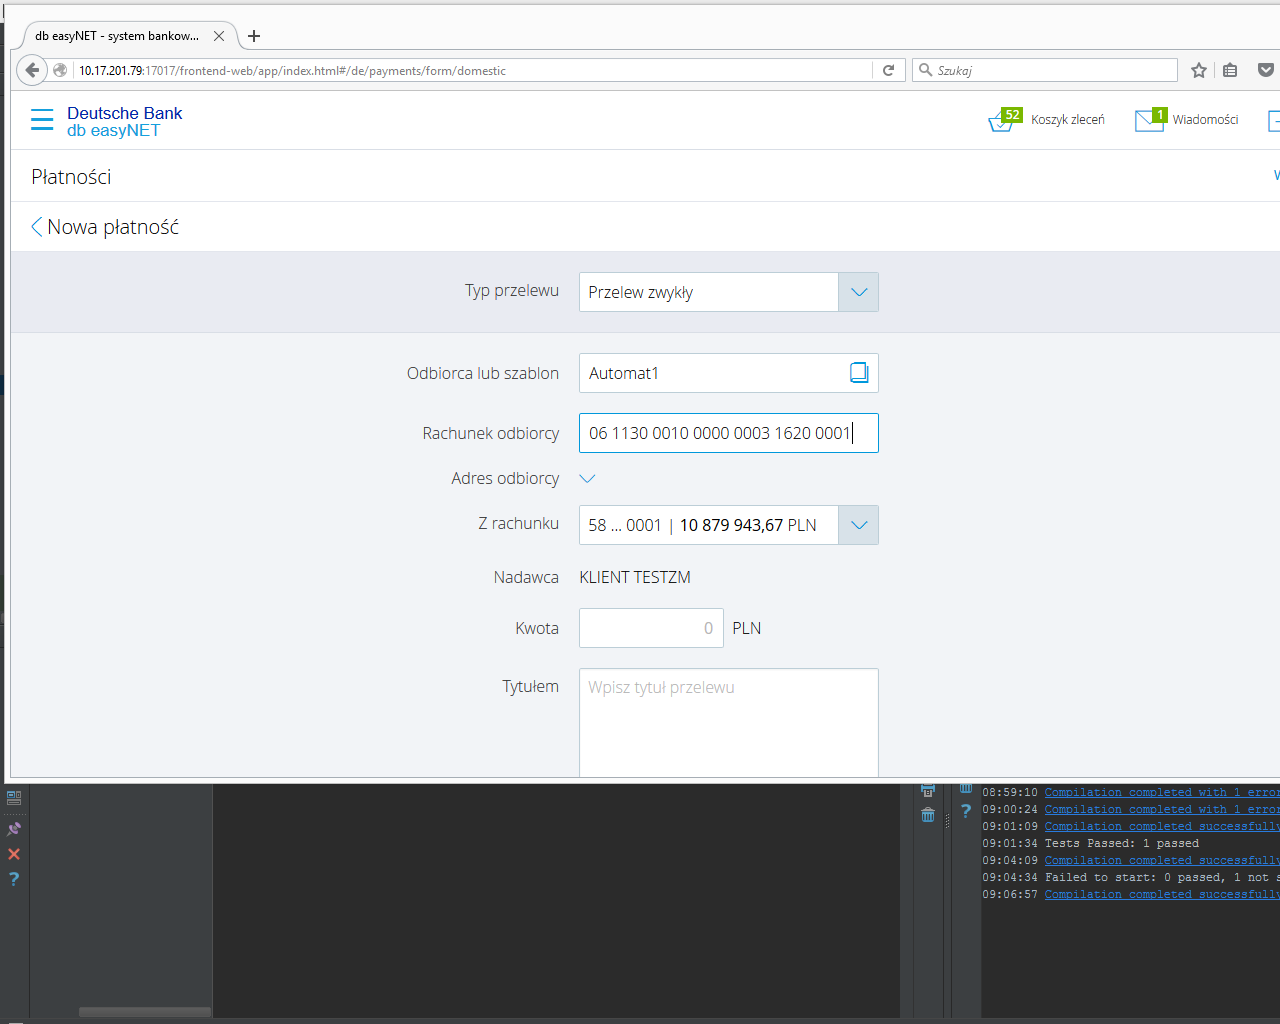 db easyNET - system bankow...
10.17.201.79:17017/frontend-web/app/index.html#/de/payments/form/domestic
Szukaj
Deutsche Bank
db easyNET
52
Koszyk zleceń
1
Wiadomości
Płatności
Nowa płatność
Typ przelewu
Przelew zwykły
Odbiorca lub szablon
Automat1
Rachunek odbiorcy
06 1130 0010 0000 0003 1620 0001
Adres odbiorcy
Z rachunku
58 ... 0001 | 10 879 943,67 PLN
Nadawca
KLIENT TESTZM
Kwota
0
PLN
Tytułem
Wpisz tytuł przelewu
08:59:10 Compilation completed with 1 error
09:00:24 Compilation completed with 1 error
09:01:09 Compilation completed successfully
09:01:34 Tests Passed: 1 passed
09:04:09 Compilation completed successfully
09:04:34 Failed to start: 0 passed, 1 not
09:06:57 Compilation completed successfully